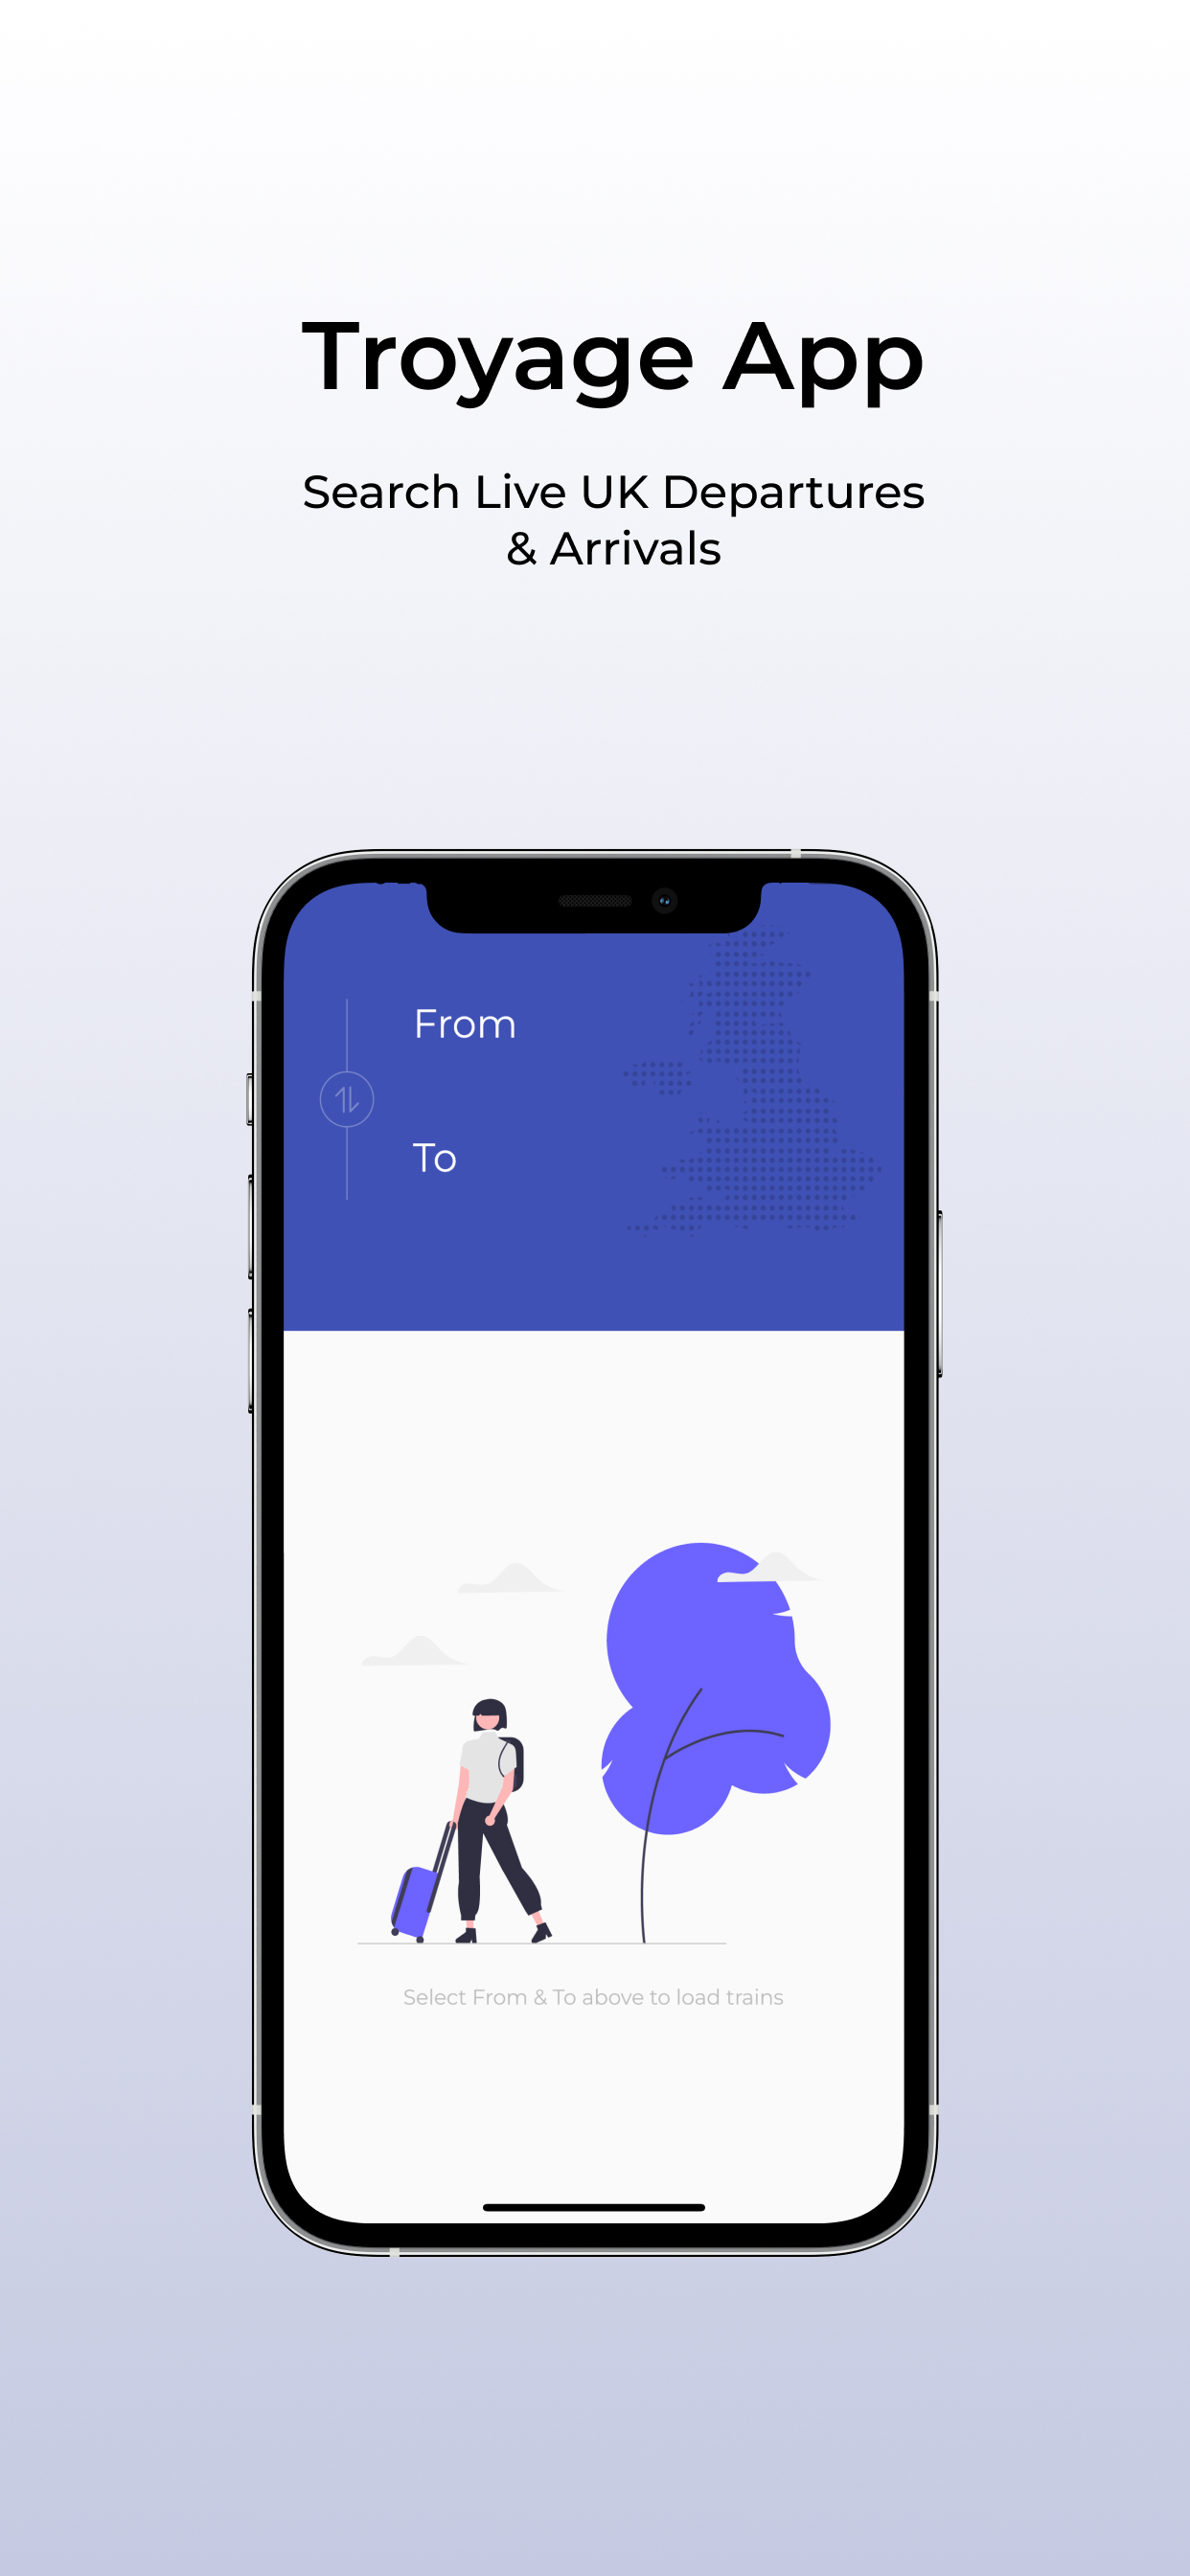 Troyage App
Search Live UK Departures
& Arrivals
From
To
Select From & To above to load trains